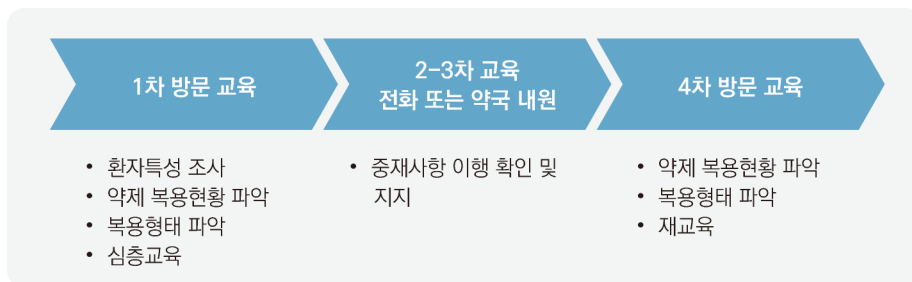 1차 방문 교육
• 환자특성 조사
• 약제 복용현황 파악
• 복용형태 파악
• 심층교육
2-3차 교육
전화 또는 약국 내원
• 중재사항 이행 확인 및
지지
4차 방문 교육
• 약제 복용현황 파악
• 복용형태 파악
• 재교육